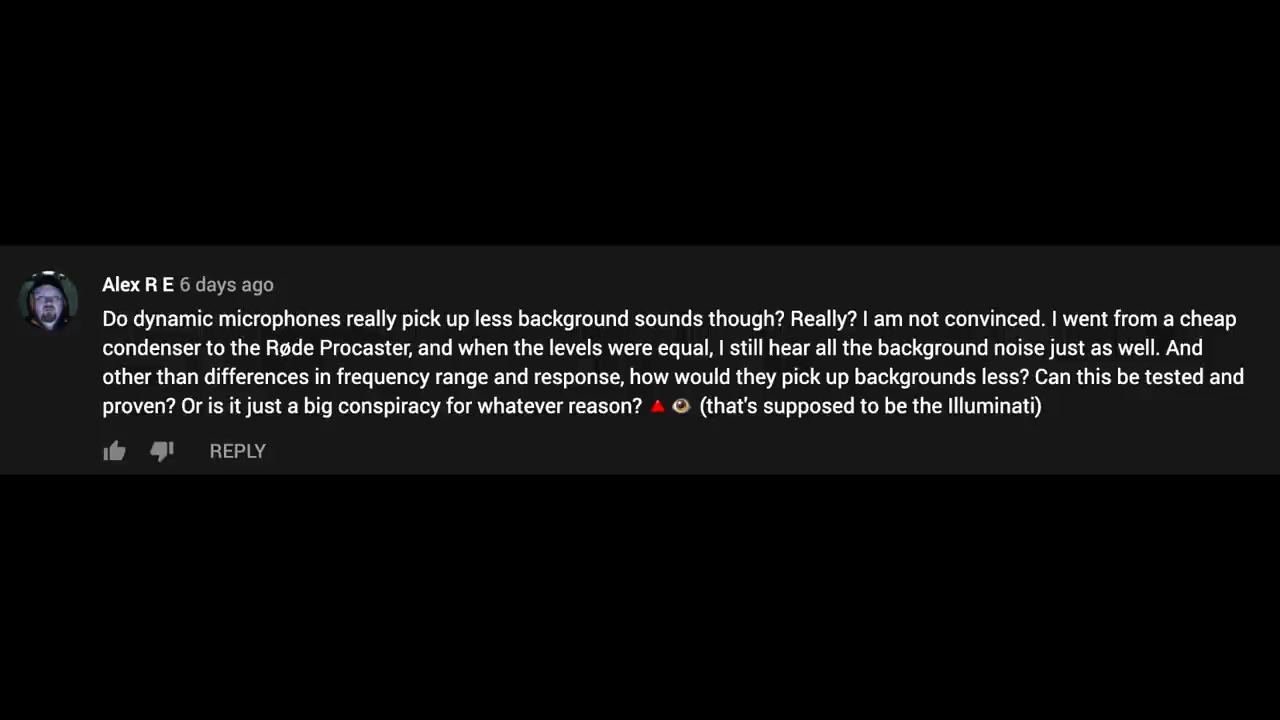 Alex R E 6 days ago
Do dynamic microphones really pick up less background sounds though? Really? I am not convinced. I went from a cheap
condenser to the Røde Procaster, and when the levels were equal, I still hear all the background noise just as well. And
other than differences in frequency range and response, how would they pick up backgrounds less? Can this be tested and
proven? Or is it just a big conspiracy for whatever reason? 🔺👁 (that's supposed to be the Illuminati)
REPLY